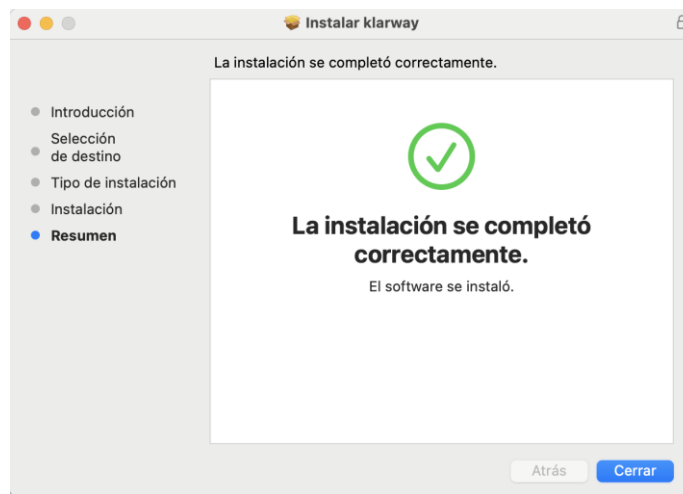 Instalar klarway
La instalación se completó correctamente.
Introducción
Selección
de destino
Tipo de instalación
Instalación
Resumen
La instalación se completó
correctamente.
El software se instaló.
Atrás
Cerrar